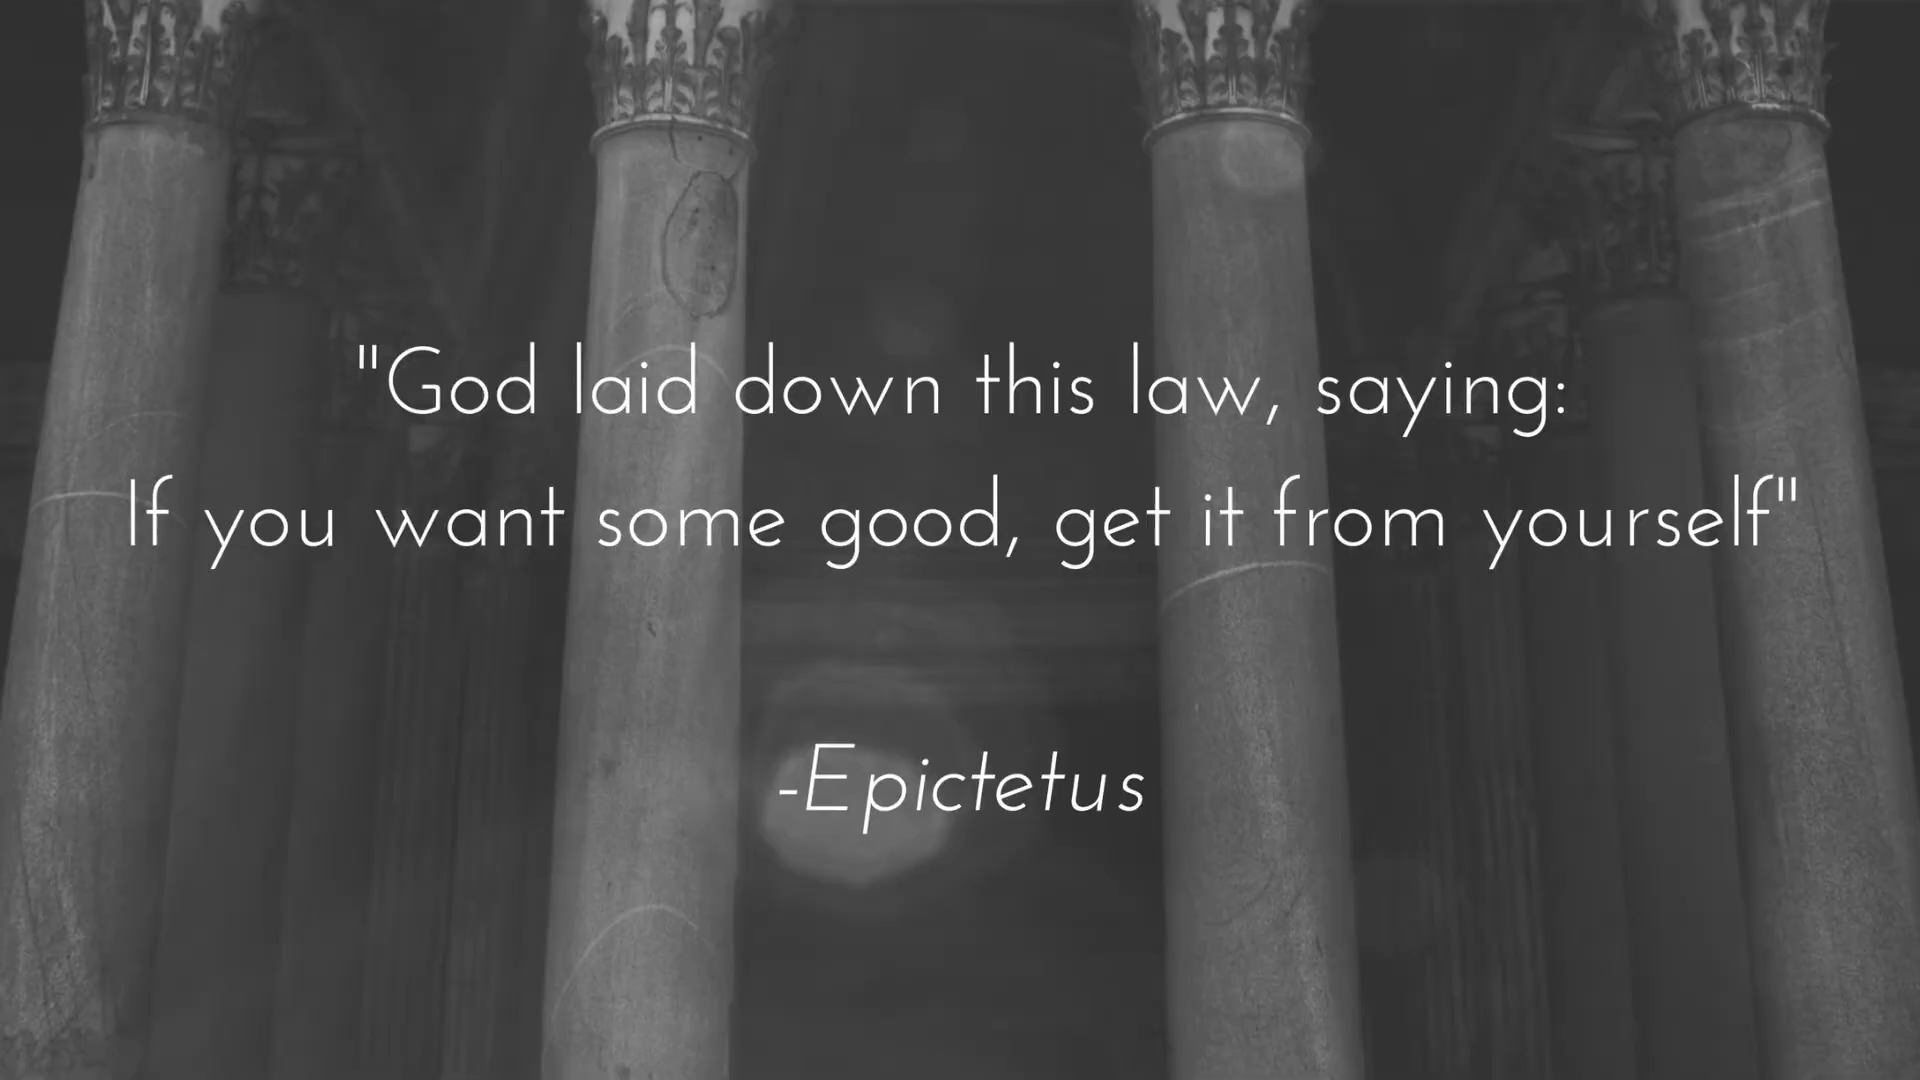 "God laid down this law, saying:
If you want some good, get it from yourself"
-Epictetus